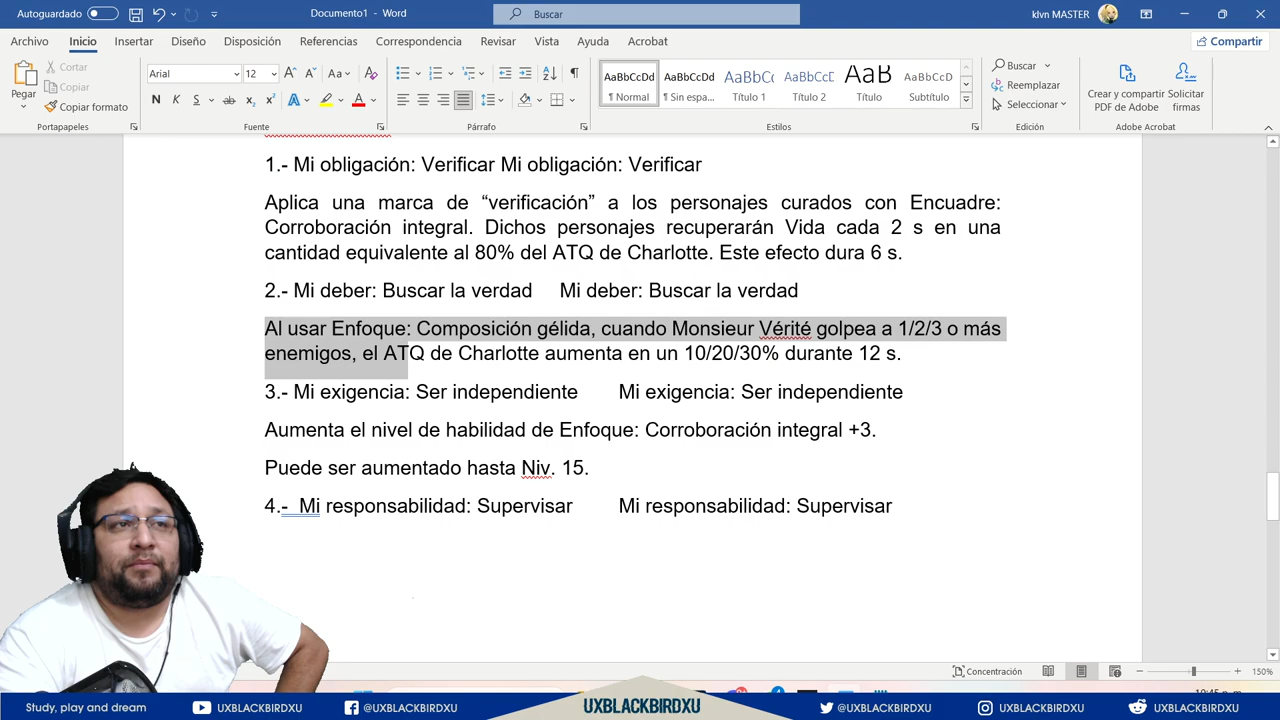 Autoguardado
Documento1 - Word
Buscar
klvn MASTER
Archivo Inicio Insertar Diseño Disposición Referencias Correspondencia Revisar Vista Ayuda Acrobat
Compartir
Pegar
Cortar
Copiar
Copiar formato
Portapapeles
Arial
12
N K S ab x₂ x² A A
Fuente
Párrafo
AaBbCcDd
¶ Normal
AaBbCcDd
¶ Sin espa...
AaBbCc
Título 1
AaBbCcD
Título 2
AaB
Título
AaBbCcD
Subtítulo
Estilos
Buscar
Reemplazar
Seleccionar
Edición
Crear y compartir
PDF de Adobe
Solicitar
firmas
Adobe Acrobat
1.- Mi obligación: Verificar Mi obligación: Verificar
Aplica una marca de “verificación” a los personajes curados con Encuadre:
Corroboración integral. Dichos personajes recuperarán Vida cada 2 s en una
cantidad equivalente al 80% del ATQ de Charlotte. Este efecto dura 6 s.
2.- Mi deber: Buscar la verdad Mi deber: Buscar la verdad
Al usar Enfoque: Composición gélida, cuando Monsieur Vérité golpea a 1/2/3 o más
enemigos, el ATQ de Charlotte aumenta en un 10/20/30% durante 12 s.
3.- Mi exigencia: Ser independiente Mi exigencia: Ser independiente
Aumenta el nivel de habilidad de Enfoque: Corroboración integral +3.
Puede ser aumentado hasta Niv. 15.
4.- Mi responsabilidad: Supervisar Mi responsabilidad: Supervisar
Concentración
150%
Study, play and dream
@UXBLACKBIRDXU
@UXBLACKBIRDXU
UXBLACKBIRDXU
@UXBLACKBIRDXU
@UXBLACKBIRDXU
@UXBLACKBIRDXU